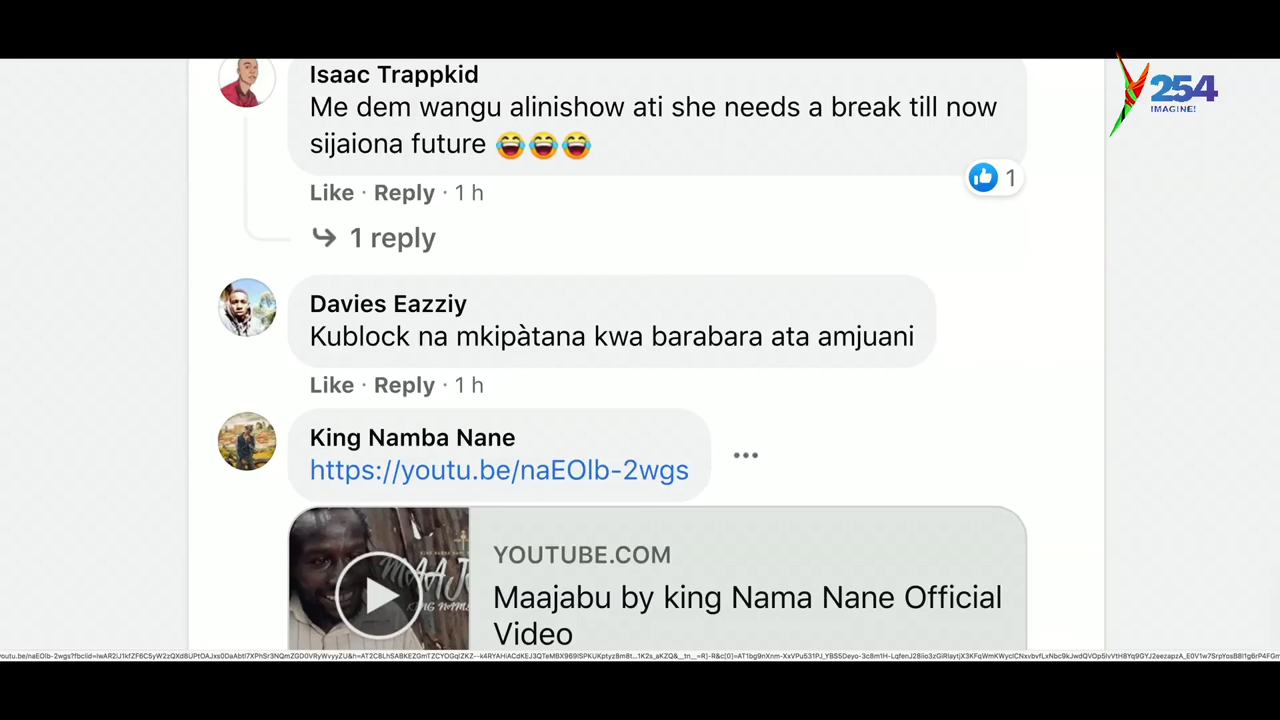 Isaac Trappkid
Me dem wangu alinishow ati she needs a break till now
sijaiona future 😂😂😂
Like · Reply · 1 h
1
1 reply
Davies Eazziy
Kublock na mkipàtana kwa barabara ata amjuani
Like · Reply · 1 h
King Namba Nane
https://youtu.be/naEOlb-2wgs
YOUTUBE.COM
Maajabu by king Nama Nane Official
Video
254
IMAGINE!